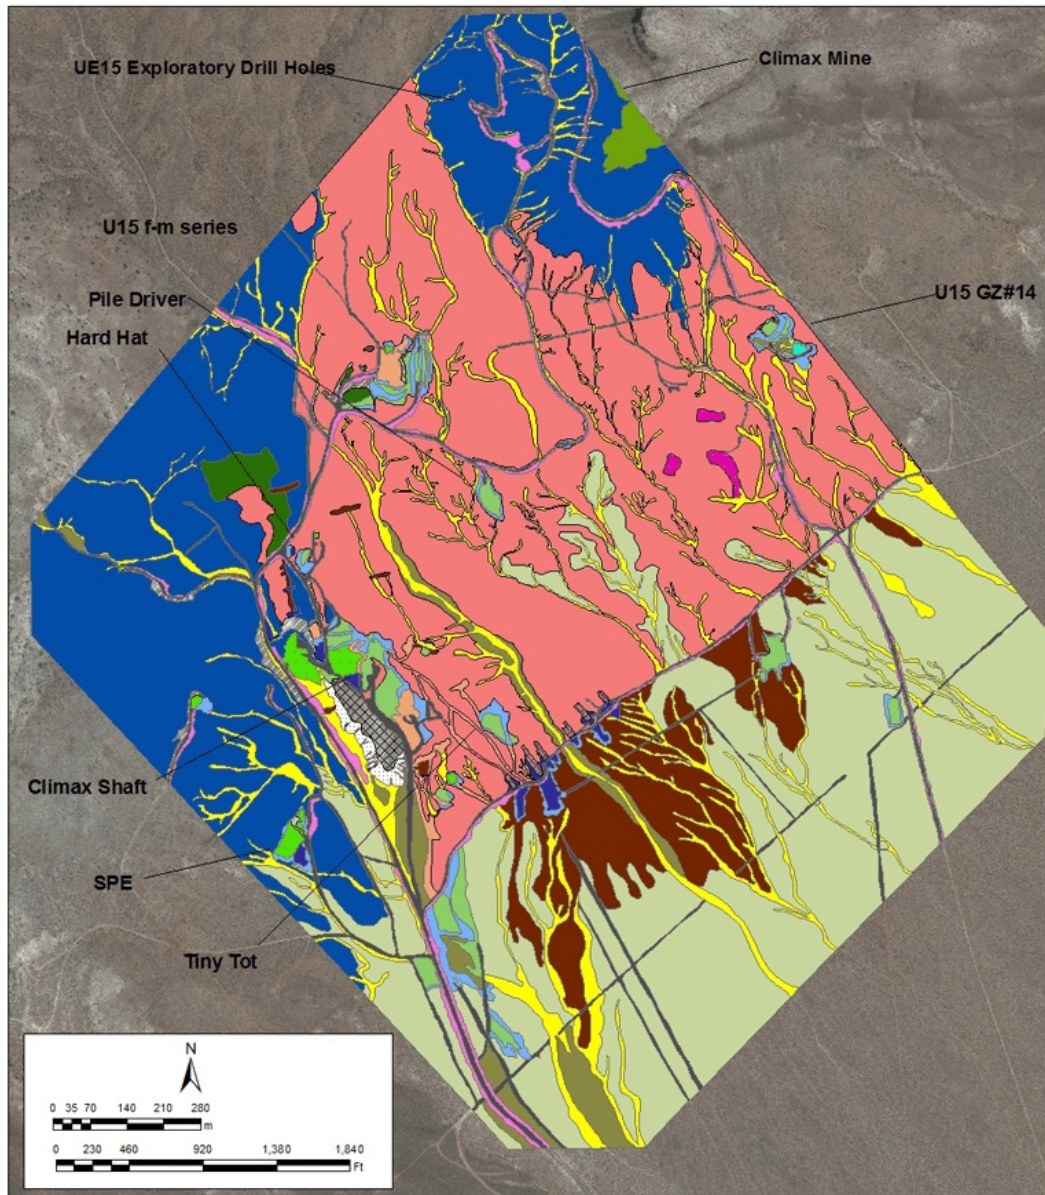 UE15 Exploratory Drill Holes
Climax Mine
U15 f-m series
Pile Driver
U15 GZ#14
Hard Hat
Climax Shaft
SPE
Tiny Tot
N
0 35 70 140 210 280
m
0 230 460 920 1,380 1,840
Ft